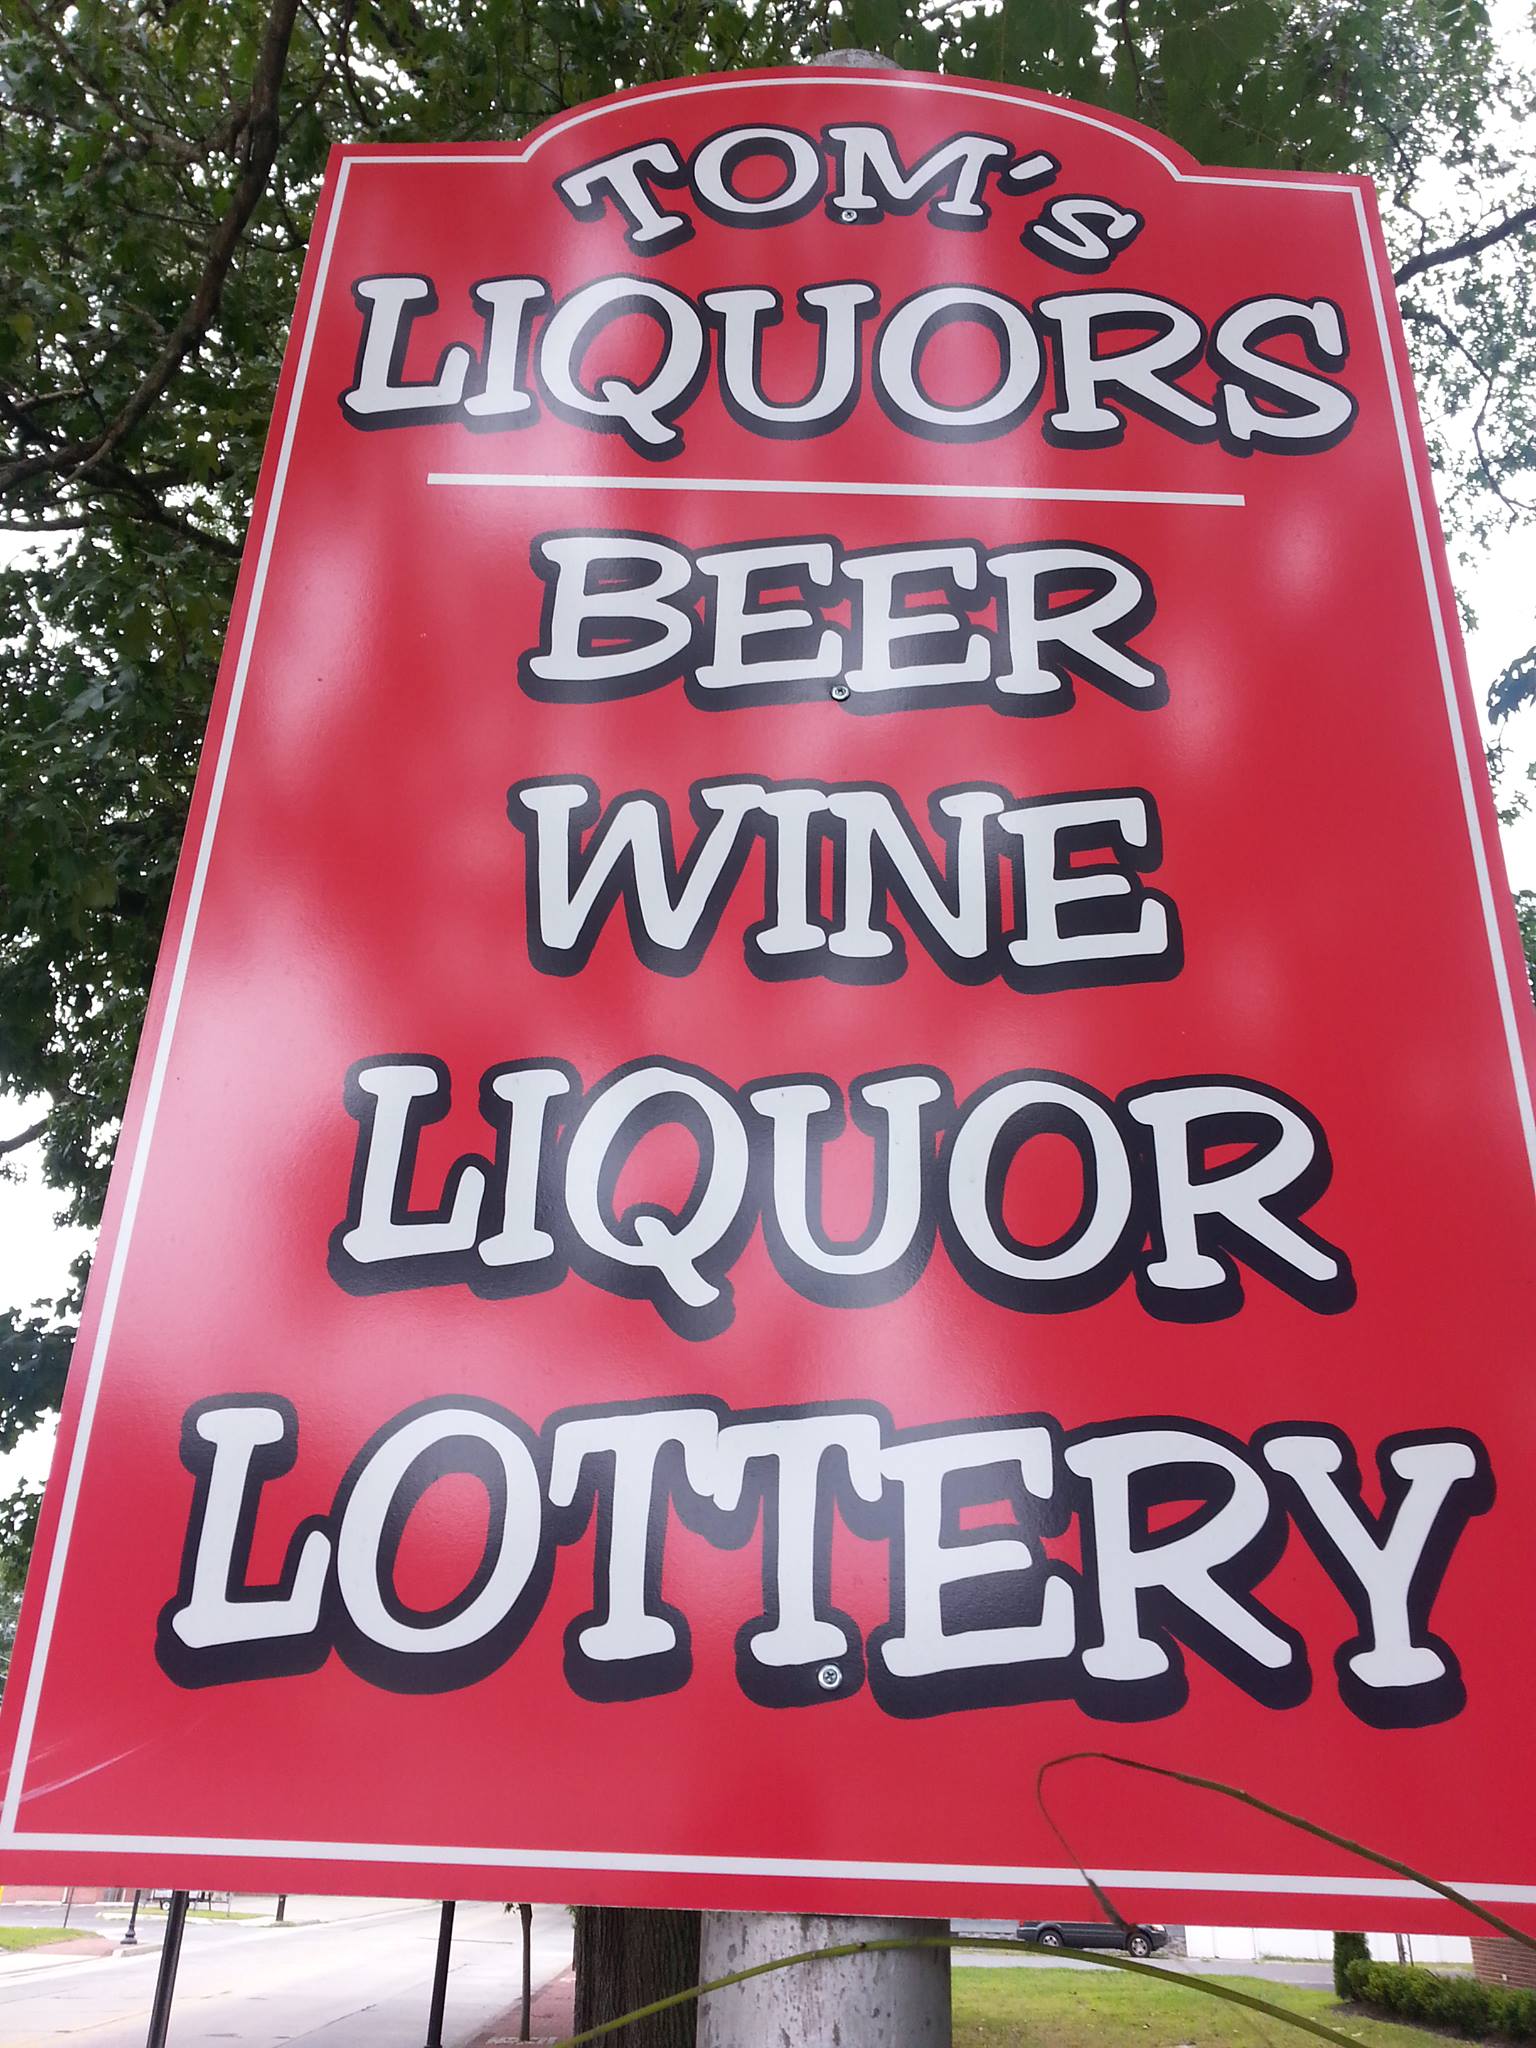 TOM's
LIQUORS
BEER
WINE
LIQUOR
LOTTERY